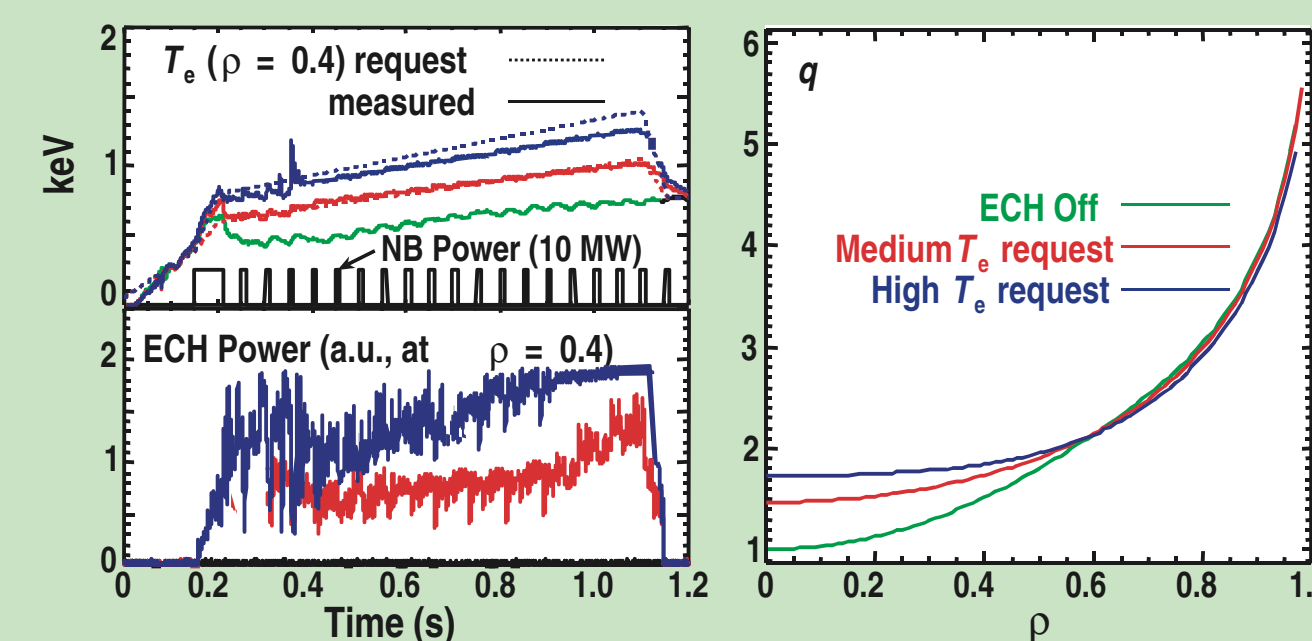 2
1
0
keV
Te (ρ = 0.4) request
measured
NB Power (10 MW)
2
1
0
ECH Power (a.u., at ρ = 0.4)
0 0.2 0.4 0.6 0.8 1.0 1.2
Time (s)
6
5
4
3
2
1
q
ECH Off
Medium Te request
High Te request
0 0.2 0.4 0.6 0.8 1.
ρ